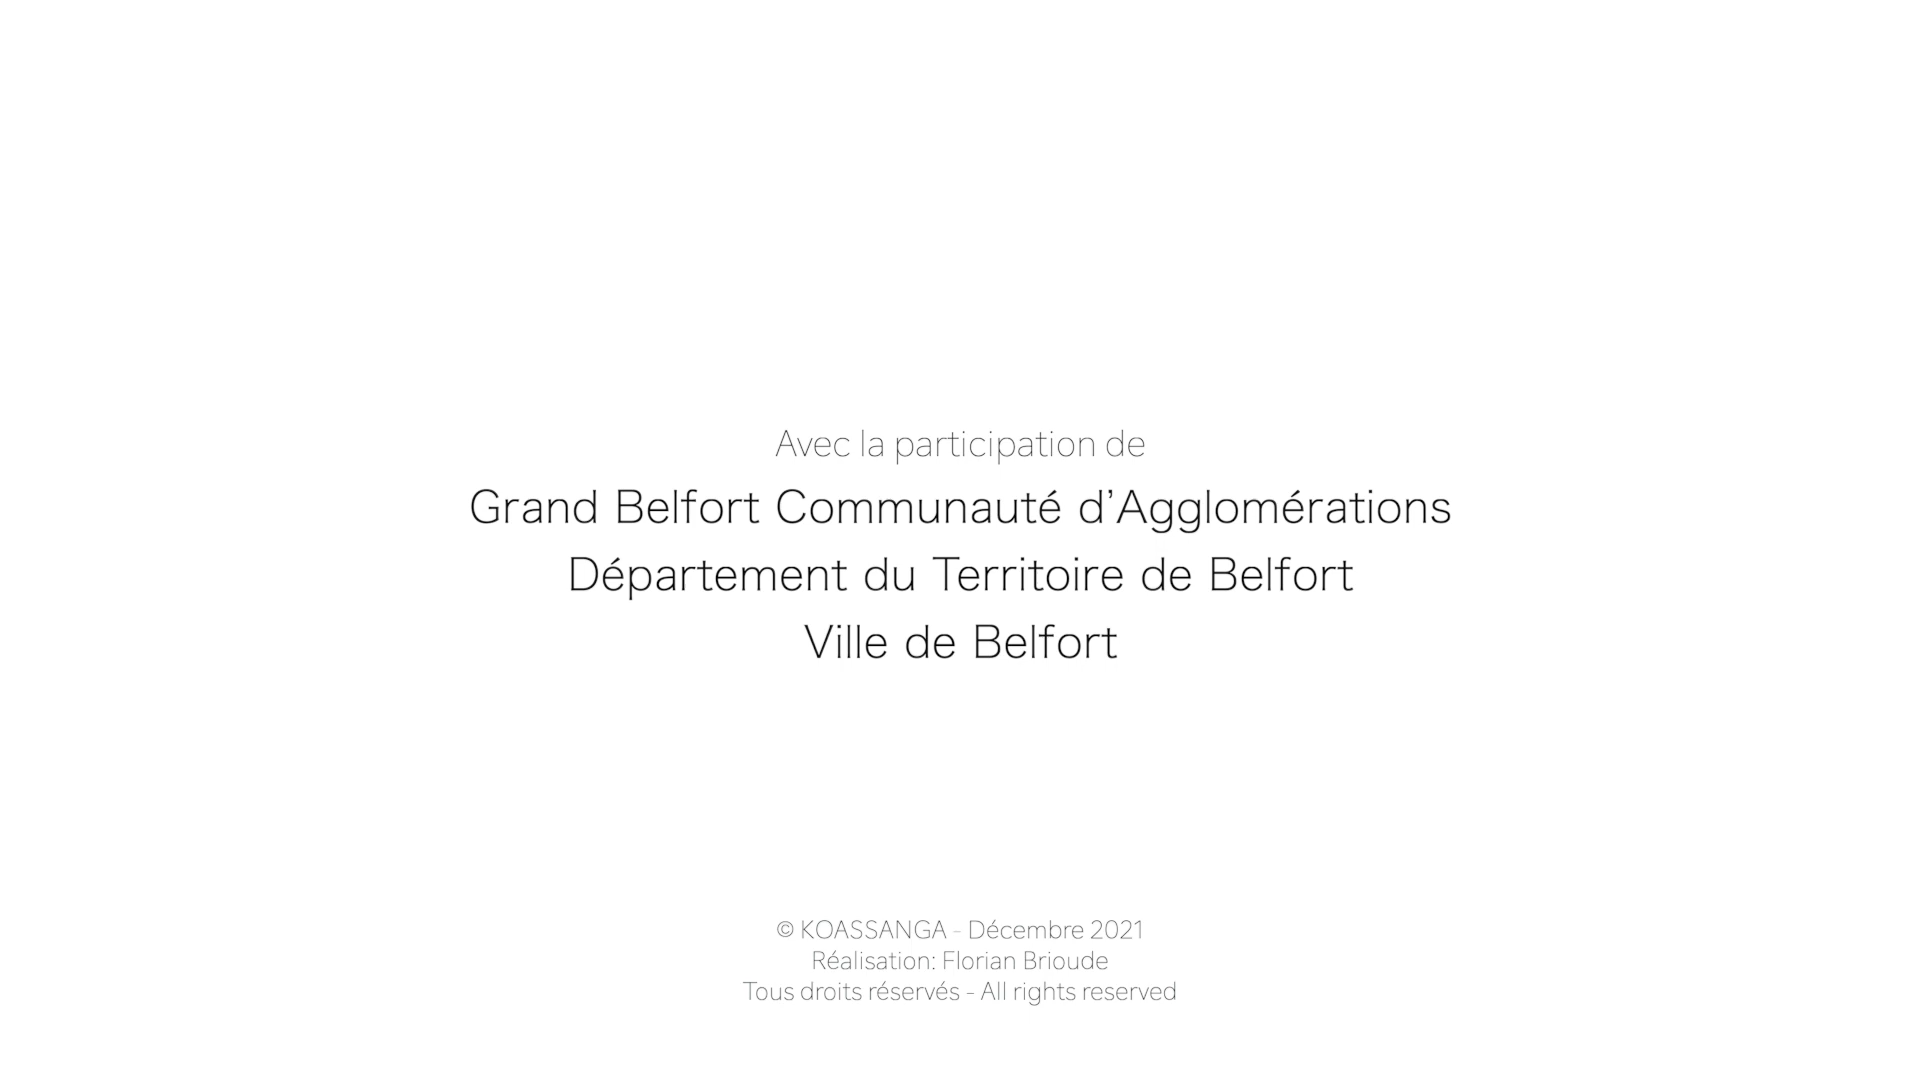 Avec la participation de
Grand Belfort Communauté d’Agglomérations
Département du Territoire de Belfort
Ville de Belfort
© KOASSANGA - Décembre 2021
Réalisation: Florian Brioude
Tous droits réservés - All rights reserved